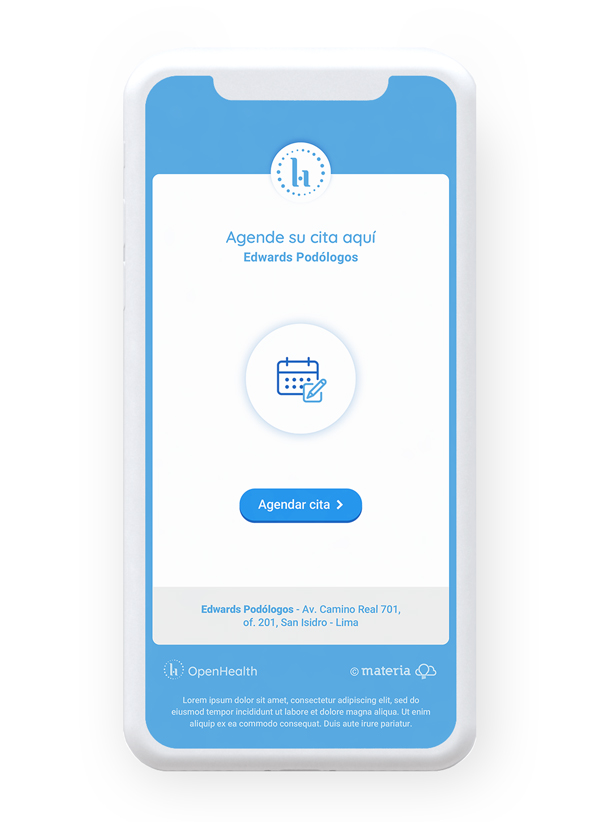 Agende su cita aquí
Edwards Podólogos
Agendar cita
Edwards Podólogos - Av. Camino Real 701,
of. 201, San Isidro - Lima
OpenHealth © materia
Lorem ipsum dolor sit amet, consectetur adipiscing elit, sed do
eiusmod tempor incididunt ut labore et dolore magna aliqua. Ut enim
aliquip ex ea commodo consequat. Duis aute irure pariatur.